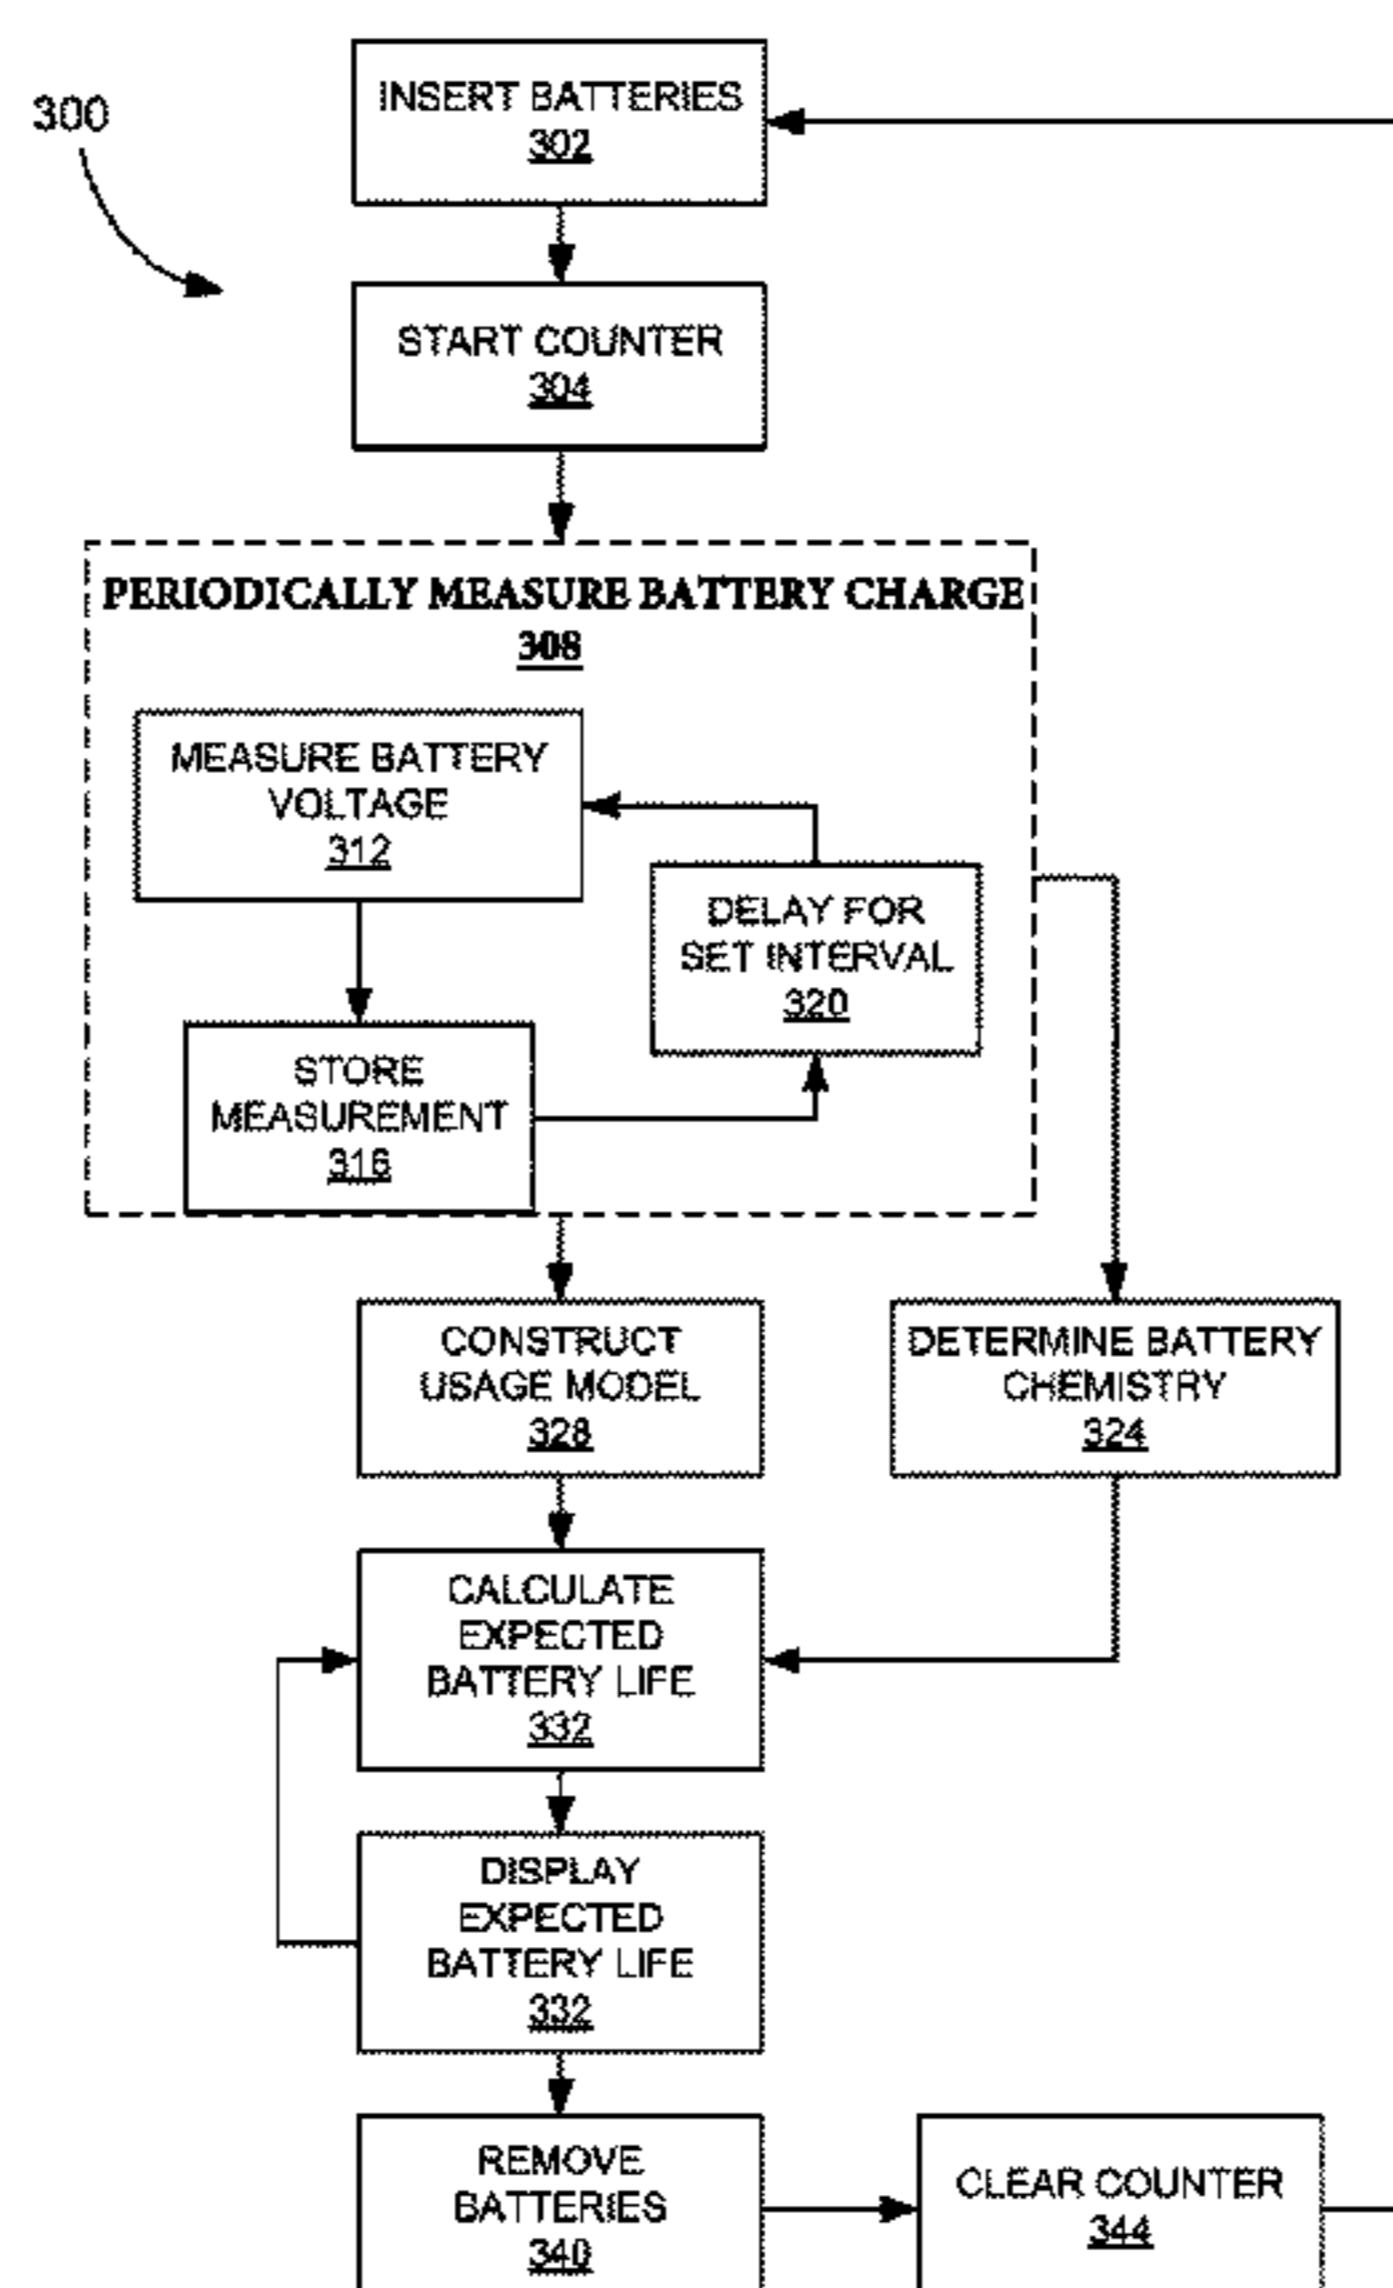 300
INSERT BATTERIES
302
START COUNTER
304
PERIODICALLY MEASURE BATTERY CHARGE
308
MEASURE BATTERY
VOLTAGE
312
DELAY FOR
SET INTERVAL
320
STORE
MEASUREMENT
316
CONSTRUCT
USAGE MODEL
328
DETERMINE BATTERY
CHEMISTRY
324
CALCULATE
EXPECTED
BATTERY LIFE
332
DISPLAY
EXPECTED
BATTERY LIFE
332
REMOVE
BATTERIES
340
CLEAR COUNTER
344